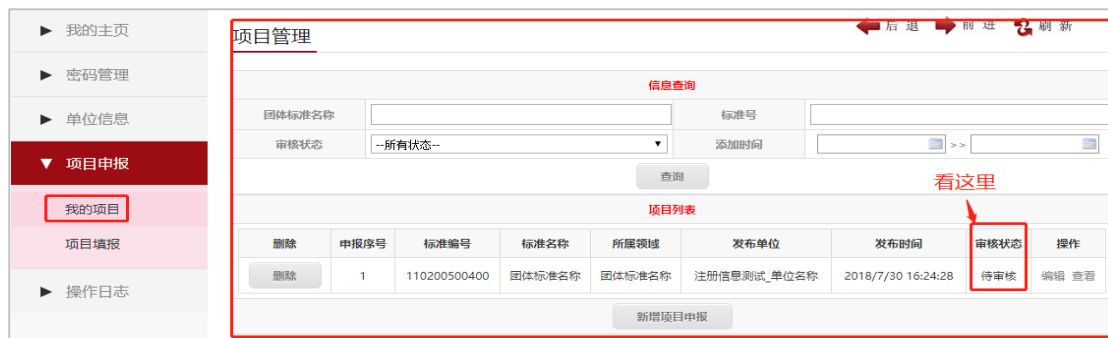 我的主页
密码管理
单位信息
项目申报
我的项目
项目填报
操作日志
项目管理
后退 前进 刷新
信息查询
团体标准名称 标准号
审核状态 --所有状态-- 添加时间 >>
查询
看这里
项目列表
删除 申报序号 标准编号 标准名称 所属领域 发布单位 发布时间 审核状态 操作
删除 1 110200500400 团体标准名称 团体标准名称 注册信息测试_单位名称 2018/7/30 16:24:28 待审核 编辑 查看
新增项目申报